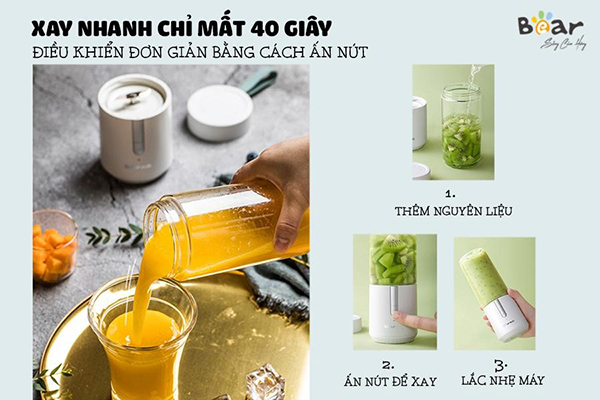 XAY NHANH CHỈ MẤT 40 GIÂY
ĐIỀU KHIỂN ĐƠN GIẢN BẰNG CÁCH ẤN NÚT
Bear
1.
THÊM NGUYÊN LIỆU
2.
ẤN NÚT ĐỂ XAY
3.
LẮC NHẸ MÁY